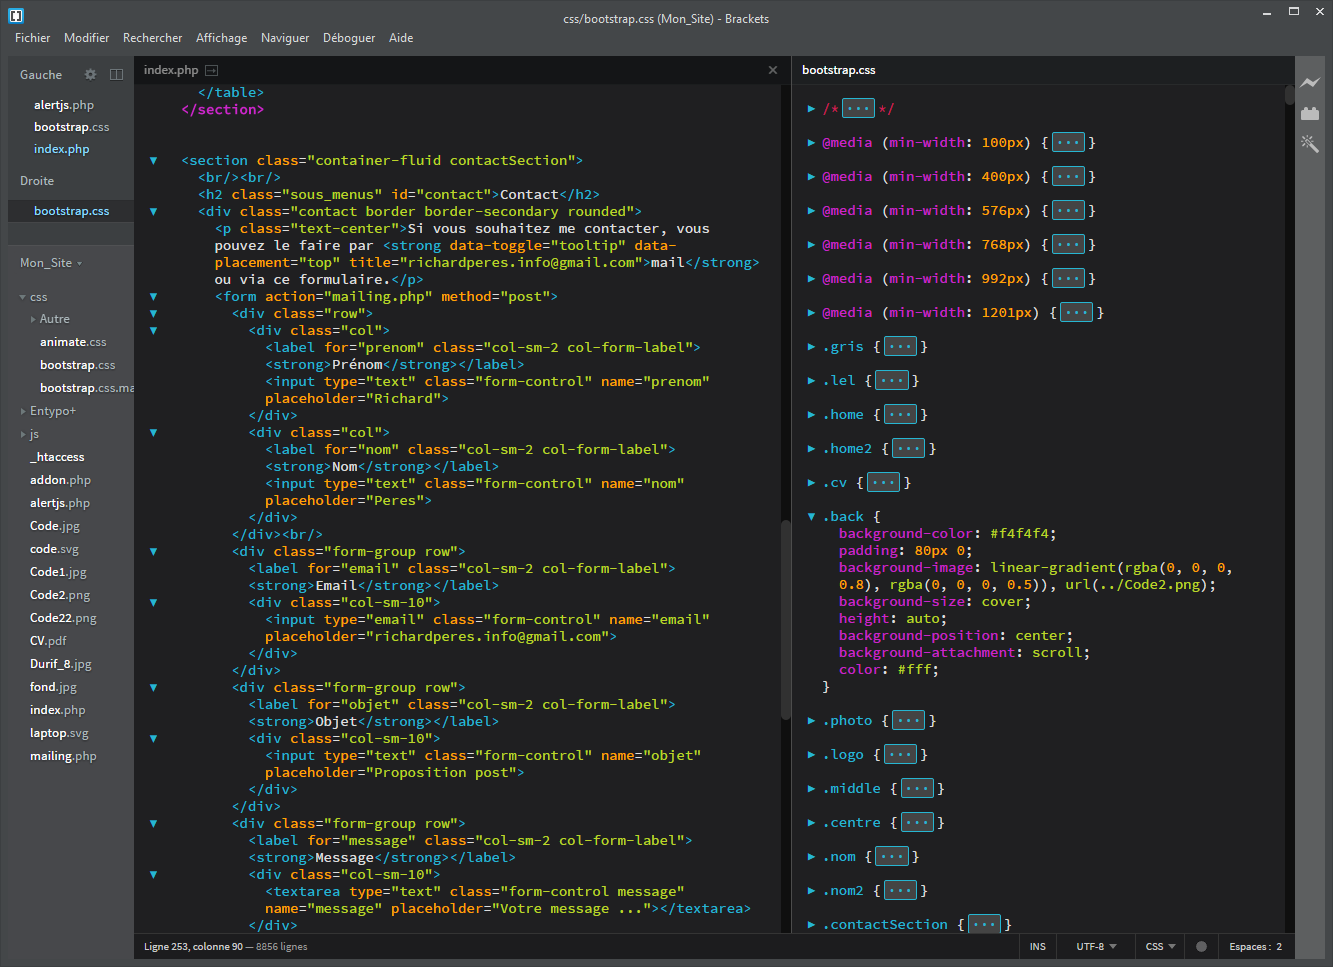 css/bootstrap.css (Mon_Site) - Brackets
Fichier Modifier Rechercher Affichage Naviguer Déboguer Aide
Gauche
alertjs.php
bootstrap.css
index.php
Droite
bootstrap.css
Mon_Site
css
Autre
animate.css
bootstrap.css
bootstrap.css.ma
Entypo+
js
_htaccess
addon.php
alertjs.php
Code.jpg
code.svg
Code1.jpg
Code2.png
Code22.png
CV.pdf
Durif_8.jpg
fond.jpg
index.php
laptop.svg
mailing.php
index.php
</table>
</section>
<section class="container-fluid contactSection">
<br/><br/>
<h2 class="sous_menus" id="contact">Contact</h2>
<div class="contact border border-secondary rounded">
<p class="text-center">Si vous souhaitez me contacter, vous
pouvez le faire par <strong data-toggle="tooltip" data-
placement="top" title="richardperes.info@gmail.com">mail</strong>
ou via ce formulaire.</p>
<form action="mailing.php" method="post">
<div class="row">
<div class="col">
<label for="prenom" class="col-sm-2 col-form-label">
<strong>Prénom</strong></label>
<input type="text" class="form-control" name="prenom"
placeholder="Richard">
</div>
<div class="col">
<label for="nom" class="col-sm-2 col-form-label">
<strong>Nom</strong></label>
<input type="text" class="form-control" name="nom"
placeholder="Peres">
</div>
</div><br/>
<div class="form-group row">
<label for="email" class="col-sm-2 col-form-label">
<strong>Email</strong></label>
<div class="col-sm-10">
<input type="email" class="form-control" name="email"
placeholder="richardperes.info@gmail.com">
</div>
</div>
<div class="form-group row">
<label for="objet" class="col-sm-2 col-form-label">
<strong>Objet</strong></label>
<div class="col-sm-10">
<input type="text" class="form-control" name="objet"
placeholder="Proposition post">
</div>
</div>
<div class="form-group row">
<label for="message" class="col-sm-2 col-form-label">
<strong>Message</strong></label>
<div class="col-sm-10">
<textarea type="text" class="form-control message"
name="message" placeholder="Votre message ..."></textarea>
</div>
bootstrap.css
/*...*/
@media (min-width: 100px) {...}
@media (min-width: 400px) {...}
@media (min-width: 576px) {...}
@media (min-width: 768px) {...}
@media (min-width: 992px) {...}
@media (min-width: 1201px) {...}
.gris {...}
.lel {...}
.home {...}
.home2 {...}
.cv {...}
.back {
background-color: #f4f4f4;
padding: 80px 0;
background-image: linear-gradient(rgba(0, 0, 0,
0.8), rgba(0, 0, 0, 0.5)), url(../Code2.png);
background-size: cover;
height: auto;
background-position: center;
background-attachment: scroll;
color: #fff;
}
.photo {...}
.logo {...}
.middle {...}
.centre {...}
.nom {...}
.nom2 {...}
.contactSection {...}
Ligne 253, colonne 90 — 8856 lignes
INS UTF-8 CSS Espaces : 2